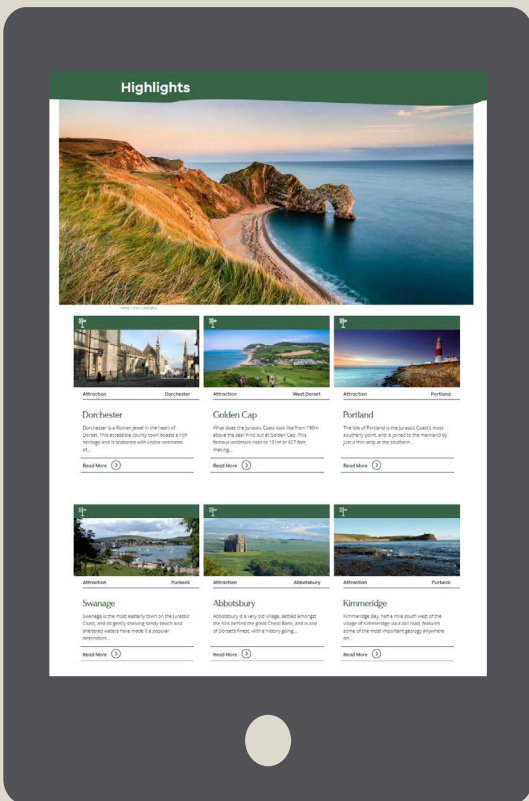 Highlights
Attraction Dorchester
Dorchester
Dorchester is a Roman jewel in the heart of
Dorset. This accessible county town boasts a rich
heritage and is scattered with visible remnants
of...
Read More
Attraction West Dorset
Golden Cap
What does the Jurassic Coast look like from 190m
above the sea? Find out at Golden Cap. This
famous landmark rises to 191m or 627 feet,
making...
Read More
Attraction Portland
Portland
The Isle of Portland is the Jurassic Coast's most
southerly point, and is joined to the mainland by
just a thin strip at the southern...
Read More
Attraction Purbeck
Swanage
Swanage is the most easterly town on the Jurassic
Coast, and its gently shelving sandy beach and
sheltered waters have made it a popular
destination...
Read More
Attraction Abbotsbury
Abbotsbury
Abbotsbury is a very old village, settled amongst
the hills behind the great Chesil Bank, and is one
of Dorset's finest, with a history going...
Read More
Attraction Purbeck
Kimmeridge
Kimmeridge Bay, half a mile south west of the
village of Kimmeridge via a toll road, features
some of the most important geology anywhere
on...
Read More